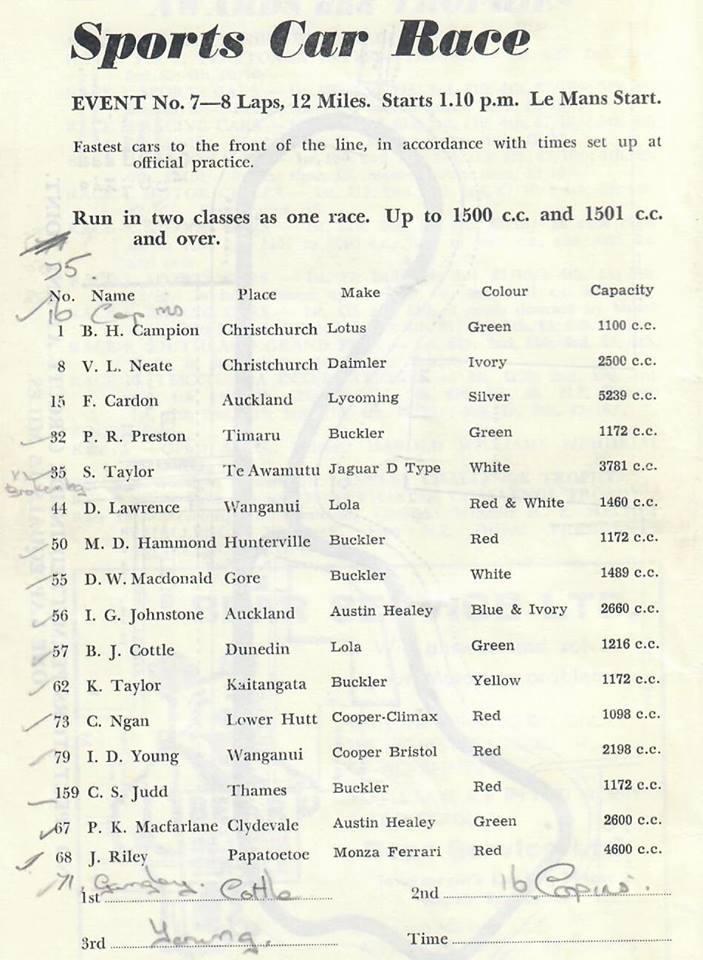 Sports Car Race
EVENT No. 7—8 Laps, 12 Miles. Starts 1.10 p.m. Le Mans Start.
Fastest cars to the front of the line, in accordance with times set up at
official practice.
Run in two classes as one race. Up to 1500 c.c. and 1501 c.c.
and over.
75.
No. Name Place Make Colour Capacity
16
1 B. H. Campion Christchurch Lotus Green 1100 c.c.
8 V. L. Neate Christchurch Daimler Ivory 2500 c.c.
15 F. Cardon Auckland Lycoming Silver 5239 c.c.
32 P. R. Preston Timaru Buckler Green 1172 c.c.
35 S. Taylor Te Awamutu Jaguar D Type White 3781 c.c.
44 D. Lawrence Wanganui Lola Red & White 1460 c.c.
50 M. D. Hammond Hunterville Buckler Red 1172 c.c.
55 D. W. Macdonald Gore Buckler White 1489 c.c.
56 I. G. Johnstone Auckland Austin Healey Blue & Ivory 2660 c.c.
57 B. J. Cottle Dunedin Lola Green 1216 c.c.
62 K. Taylor Kaitangata Buckler Yellow 1172 c.c.
73 C. Ngan Lower Hutt Cooper-Climax Red 1098 c.c.
79 I. D. Young Wanganui Cooper Bristol Red 2198 c.c.
159 C. S. Judd Thames Buckler Red 1172 c.c.
67 P. K. Macfarlane Clydevale Austin Healey Green 2600 c.c.
68 J. Riley Papatoetoe Monza Ferrari Red 4600 c.c.
71.
1st Cottle 2nd 16. Copins.
3rd Young. Time